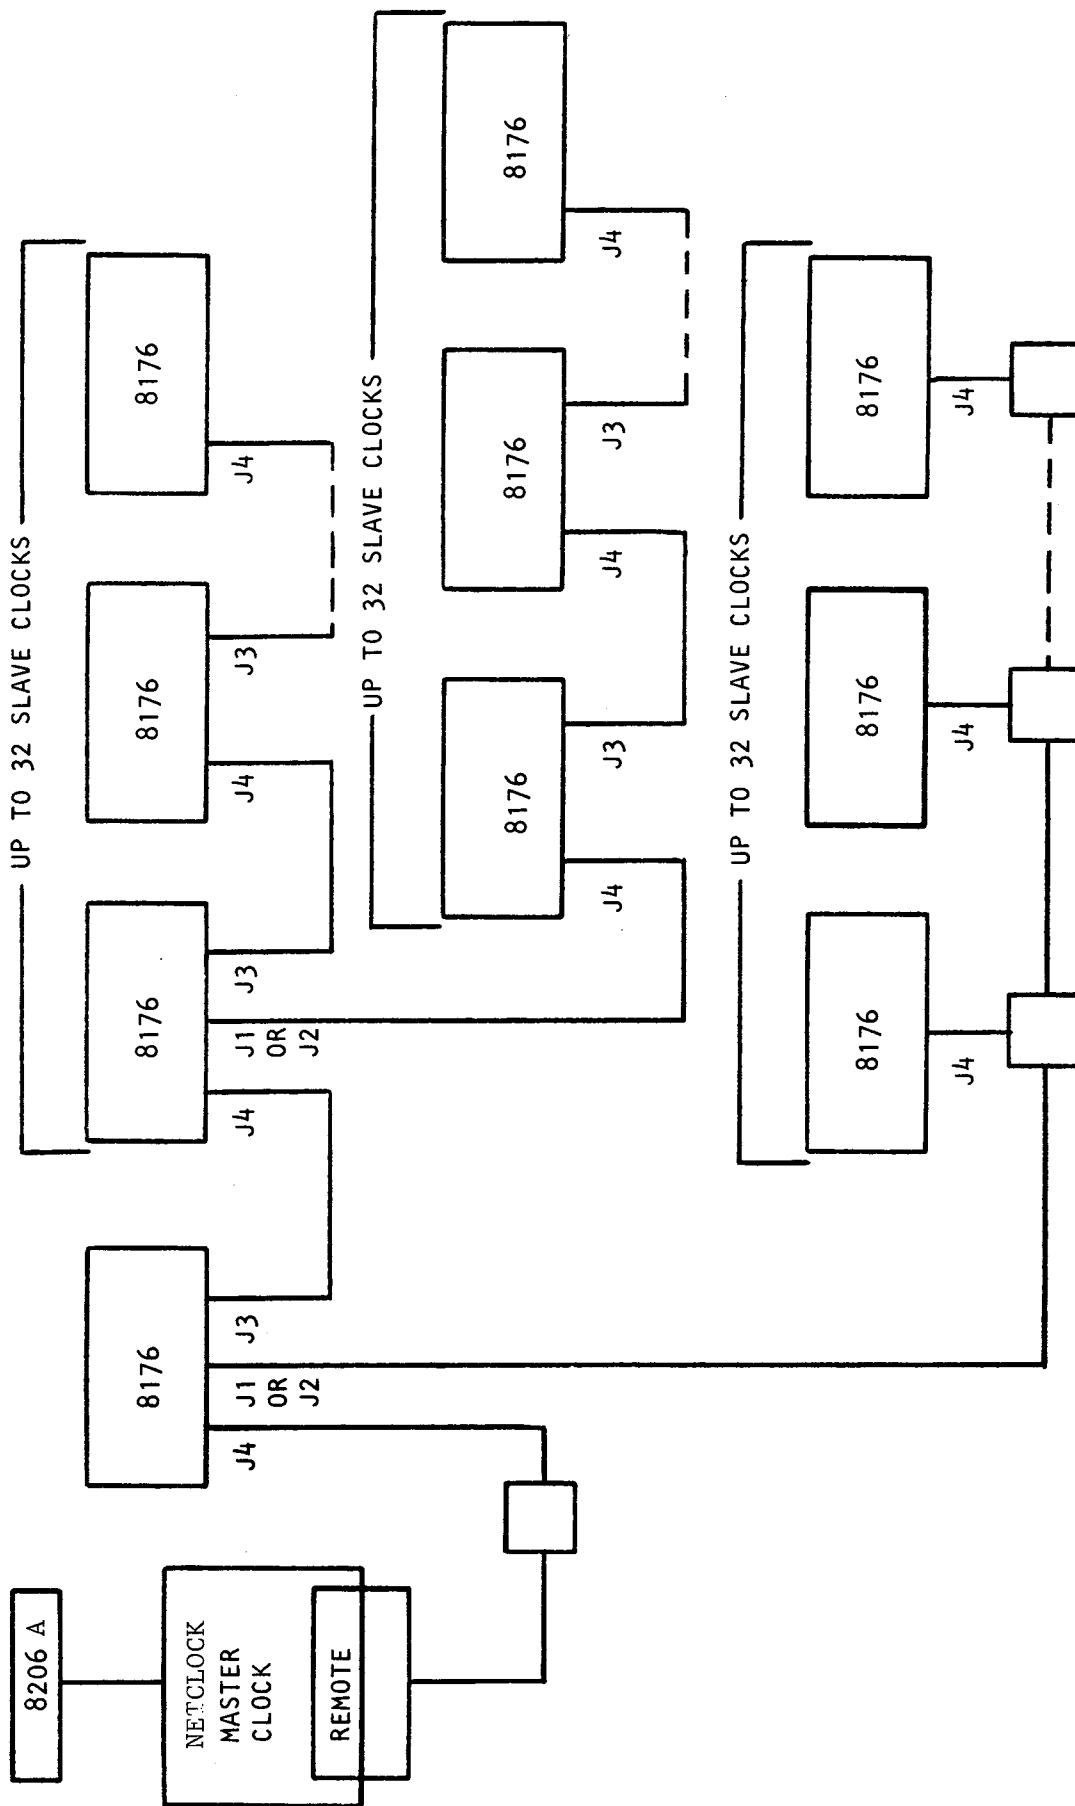 8206 A
NETCLOCK
MASTER
CLOCK
REMOTE
8176
J4
J1
OR
J2
J3
UP TO 32 SLAVE CLOCKS
8176
J4
J1
OR
J2
J3
8176
J4
J3
8176
J4
UP TO 32 SLAVE CLOCKS
8176
J4
J3
8176
J4
J3
8176
J4
UP TO 32 SLAVE CLOCKS
8176
J4
8176
J4
8176
J4